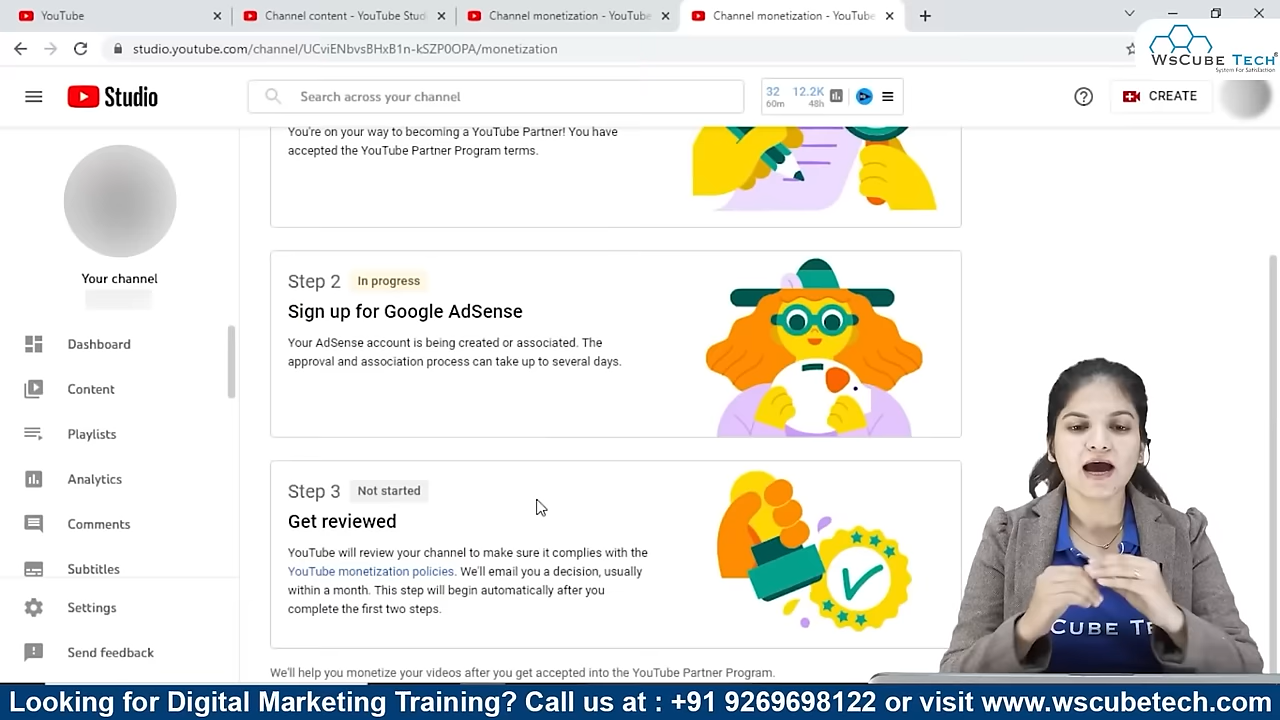 YouTube
Channel content - YouTube Stud
Channel monetization - YouTube
Channel monetization - YouTube
studio.youtube.com/channel/UCviENbvsBHxB1n-kSZP0OPA/monetization
WsCube Tech
System For Satisfaction
Studio
Search across your channel
32
60m
12.2K
48h
CREATE
You're on your way to becoming a YouTube Partner! You have
accepted the YouTube Partner Program terms.
Your channel
Dashboard
Content
Playlists
Analytics
Comments
Subtitles
Settings
Send feedback
Step 2 In progress
Sign up for Google AdSense
Your AdSense account is being created or associated. The
approval and association process can take up to several days.
Step 3 Not started
Get reviewed
YouTube will review your channel to make sure it complies with the
YouTube monetization policies. We'll email you a decision, usually
within a month. This step will begin automatically after you
complete the first two steps.
We'll help you monetize your videos after you get accepted into the YouTube Partner Program.
CUBE TE
Looking for Digital Marketing Training? Call us at : +91 9269698122 or visit www.wscubetech.com